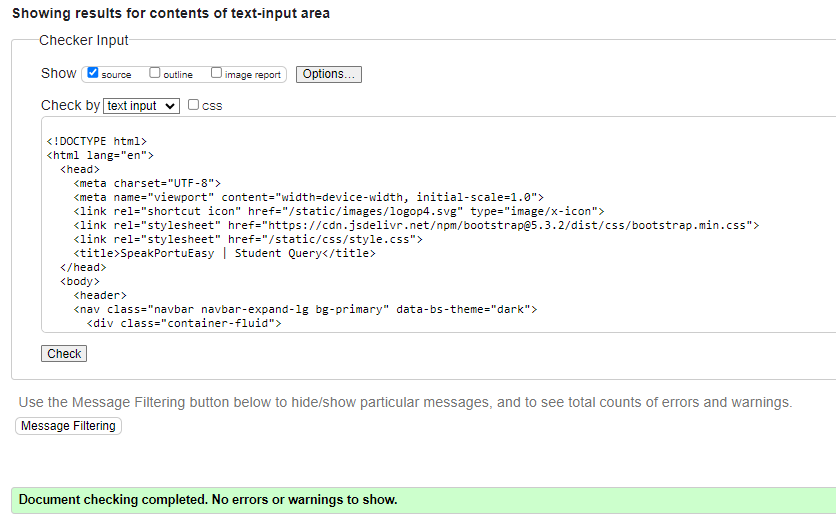 Showing results for contents of text-input area
Checker Input
Show source outline image report Options...
Check by text input css
<!DOCTYPE html>
<html lang="en">
<head>
<meta charset="UTF-8">
<meta name="viewport" content="width=device-width, initial-scale=1.0">
<link rel="shortcut icon" href="/static/images/logop4.svg" type="image/x-icon">
<link rel="stylesheet" href="https://cdn.jsdelivr.net/npm/bootstrap@5.3.2/dist/css/bootstrap.min.css">
<link rel="stylesheet" href="/static/css/style.css">
<title>SpeakPortuEasy | Student Query</title>
</head>
<body>
<header>
<nav class="navbar navbar-expand-lg bg-primary" data-bs-theme="dark">
<div class="container-fluid">
Check
Use the Message Filtering button below to hide/show particular messages, and to see total counts of errors and warnings.
Message Filtering
Document checking completed. No errors or warnings to show.